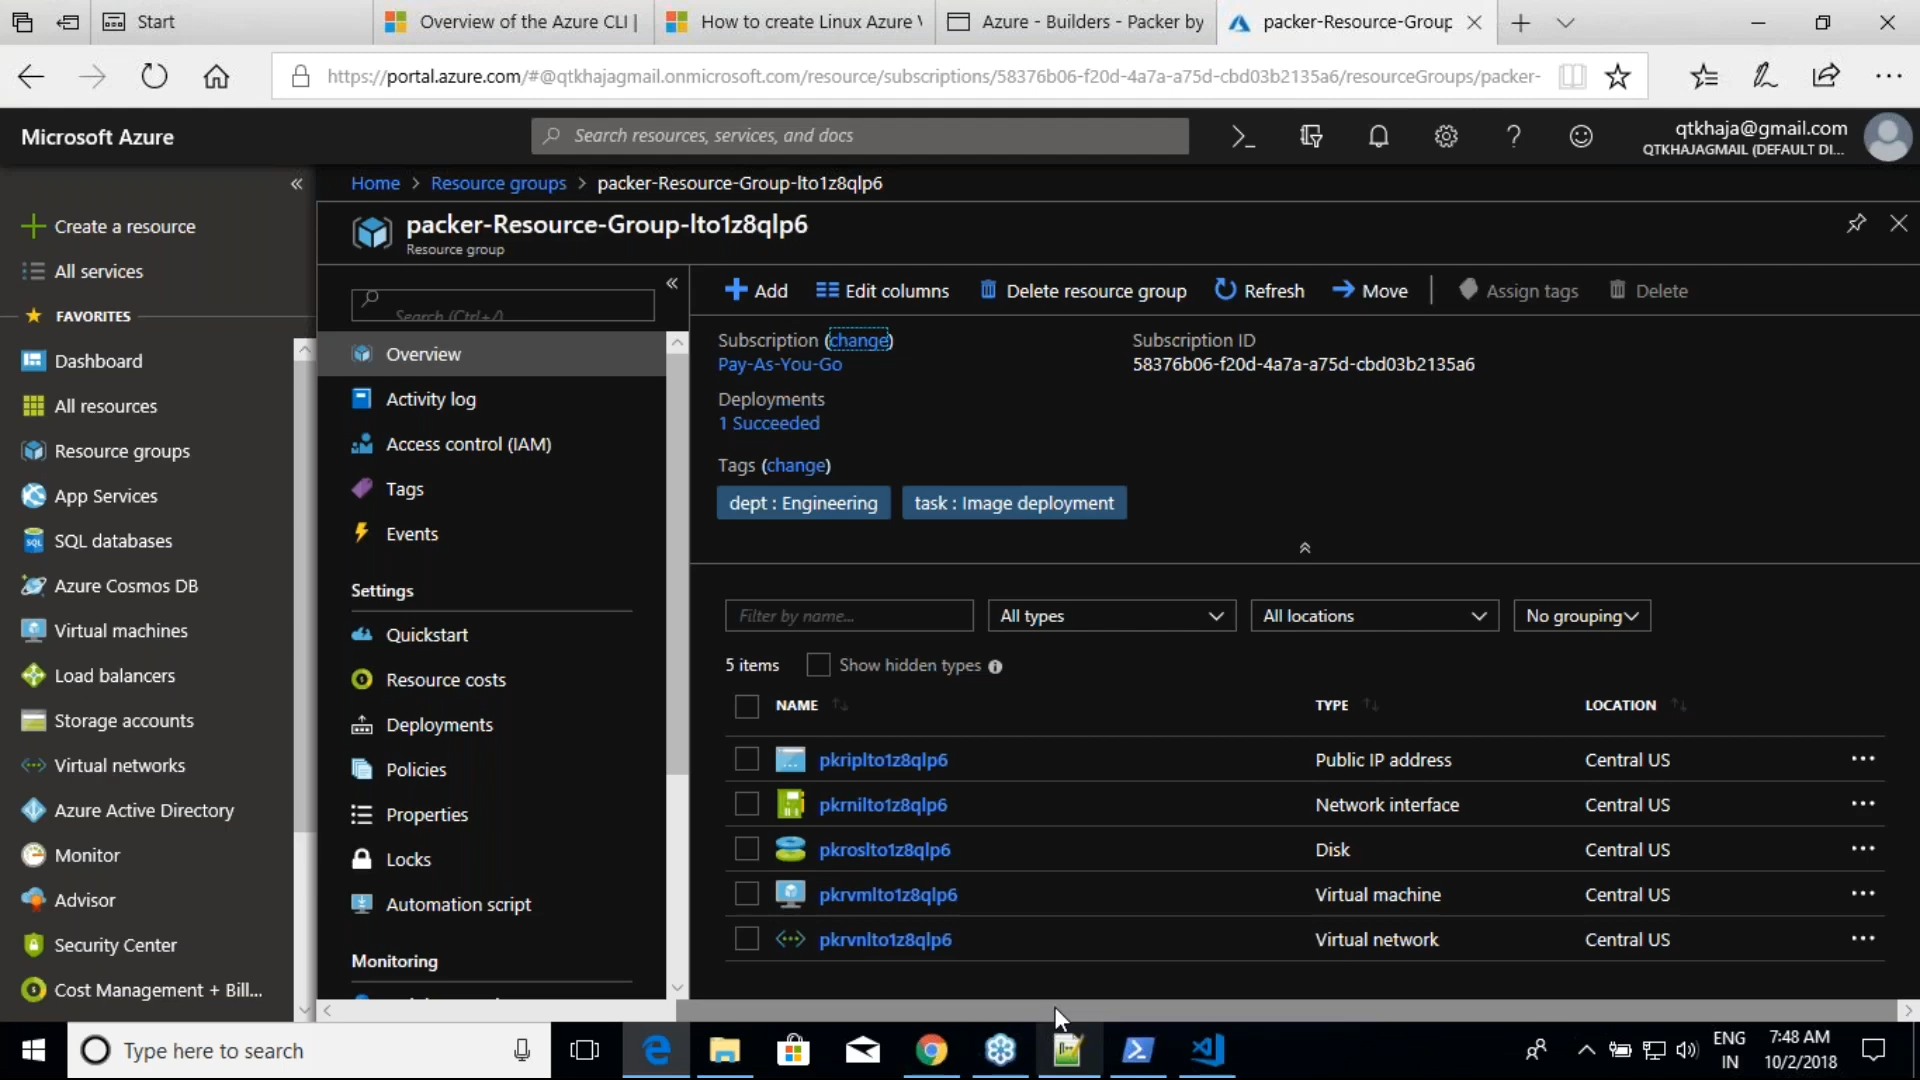 Start
Overview of the Azure CLI |
How to create Linux Azure V
Azure - Builders - Packer by
packer-Resource-Group
https://portal.azure.com/#@qtkhajagmail.onmicrosoft.com/resource/subscriptions/58376b06-f20d-4a7a-a75d-cbd03b2135a6/resourceGroups/packer-
Microsoft Azure
Search resources, services, and docs
qtkhaja@gmail.com
QTKHAJAGMAIL (DEFAULT DI...
Home > Resource groups > packer-Resource-Group-lto1z8qlp6
packer-Resource-Group-lto1z8qlp6
Resource group
Create a resource
All services
FAVORITES
Dashboard
All resources
Resource groups
App Services
SQL databases
Azure Cosmos DB
Virtual machines
Load balancers
Storage accounts
Virtual networks
Azure Active Directory
Monitor
Advisor
Security Center
Cost Management + Bill...
Search (Ctrl+/)
Overview
Activity log
Access control (IAM)
Tags
Events
Settings
Quickstart
Resource costs
Deployments
Policies
Properties
Locks
Automation script
Monitoring
Add
Edit columns
Delete resource group
Refresh
Move
Assign tags
Delete
Subscription (change)
Pay-As-You-Go
Subscription ID
58376b06-f20d-4a7a-a75d-cbd03b2135a6
Deployments
1 Succeeded
Tags (change)
dept : Engineering
task : Image deployment
Filter by name...
All types
All locations
No grouping
5 items
Show hidden types
NAME TYPE LOCATION
pkriplto1z8qlp6 Public IP address Central US
pkrnilto1z8qlp6 Network interface Central US
pkroslto1z8qlp6 Disk Central US
pkrvmlto1z8qlp6 Virtual machine Central US
pkrvnlto1z8qlp6 Virtual network Central US
Type here to search
ENG
IN
7:48 AM
10/2/2018